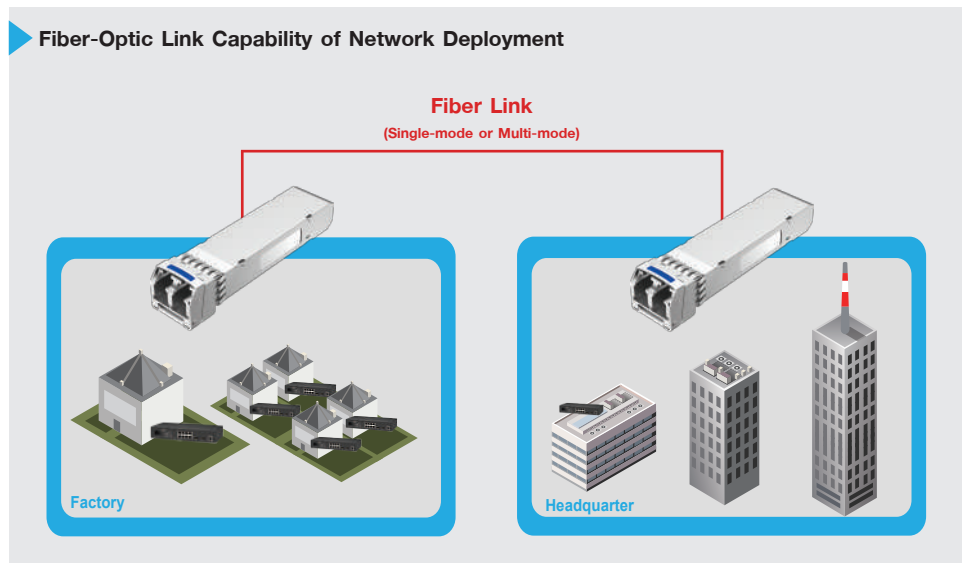 Fiber-Optic Link Capability of Network Deployment
Fiber Link
(Single-mode or Multi-mode)
Factory
Headquarter